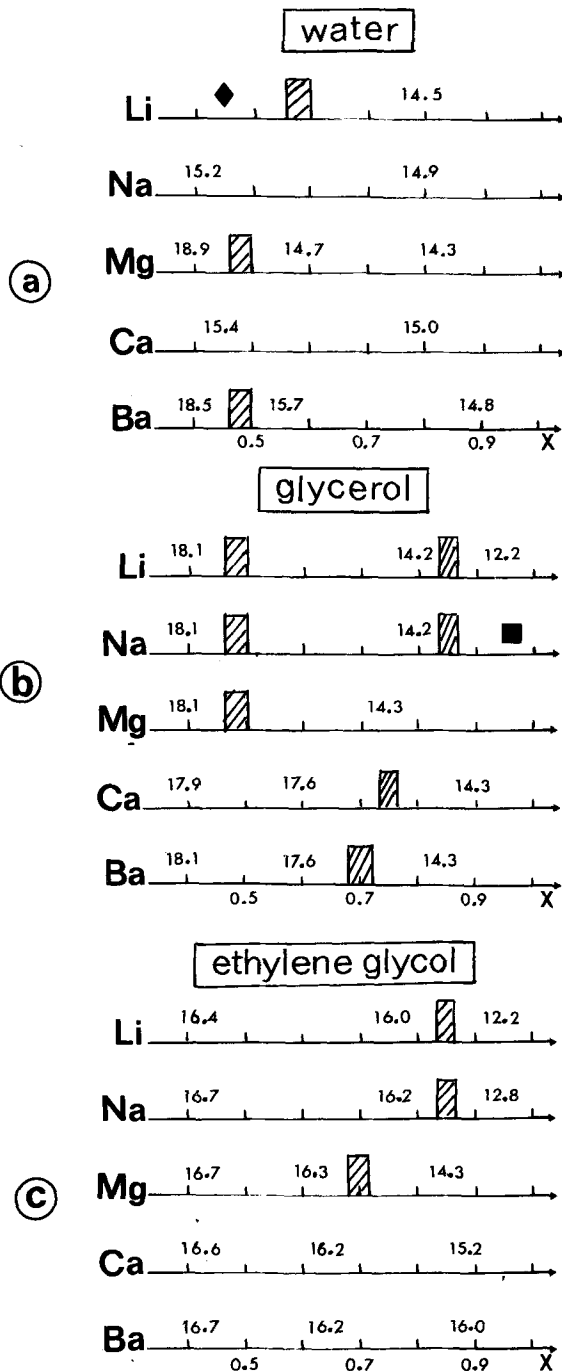 water
Li 14.5
Na 15.2 14.9
a
Mg 18.9 14.7 14.3
Ca 15.4 15.0
Ba 18.5 15.7 14.8
0.5 0.7 0.9 X
glycerol
Li 18.1 14.2 12.2
Na 18.1 14.2
b
Mg 18.1 14.3
Ca 17.9 17.6 14.3
Ba 18.1 17.6 14.3
0.5 0.7 0.9 X
ethylene glycol
Li 16.4 16.0 12.2
Na 16.7 16.2 12.8
c
Mg 16.7 16.3 14.3
Ca 16.6 16.2 15.2
Ba 16.7 16.2 16.0
0.5 0.7 0.9 X